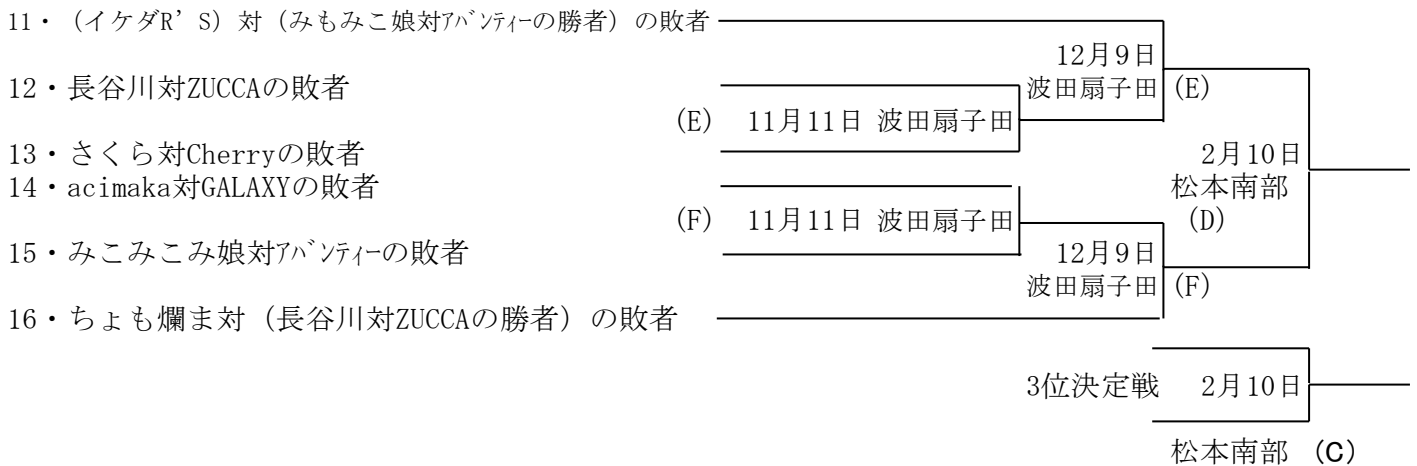 11・（イケダR’S）対（みもみこ娘対ｱﾊﾞﾝﾃｨｰの勝者）の敗者
12月9日
12・長谷川対ZUCCAの敗者
波田扇子田 (E)
(E) 11月11日 波田扇子田
13・さくら対Cherryの敗者
2月10日
14・acimaka対GALAXYの敗者
松本南部
(F) 11月11日 波田扇子田
(D)
15・みこみこみ娘対ｱﾊﾞﾝﾃｨｰの敗者
12月9日
波田扇子田 (F)
16・ちょも爛ま対（長谷川対ZUCCAの勝者）の敗者
3位決定戦 2月10日
松本南部 (C)